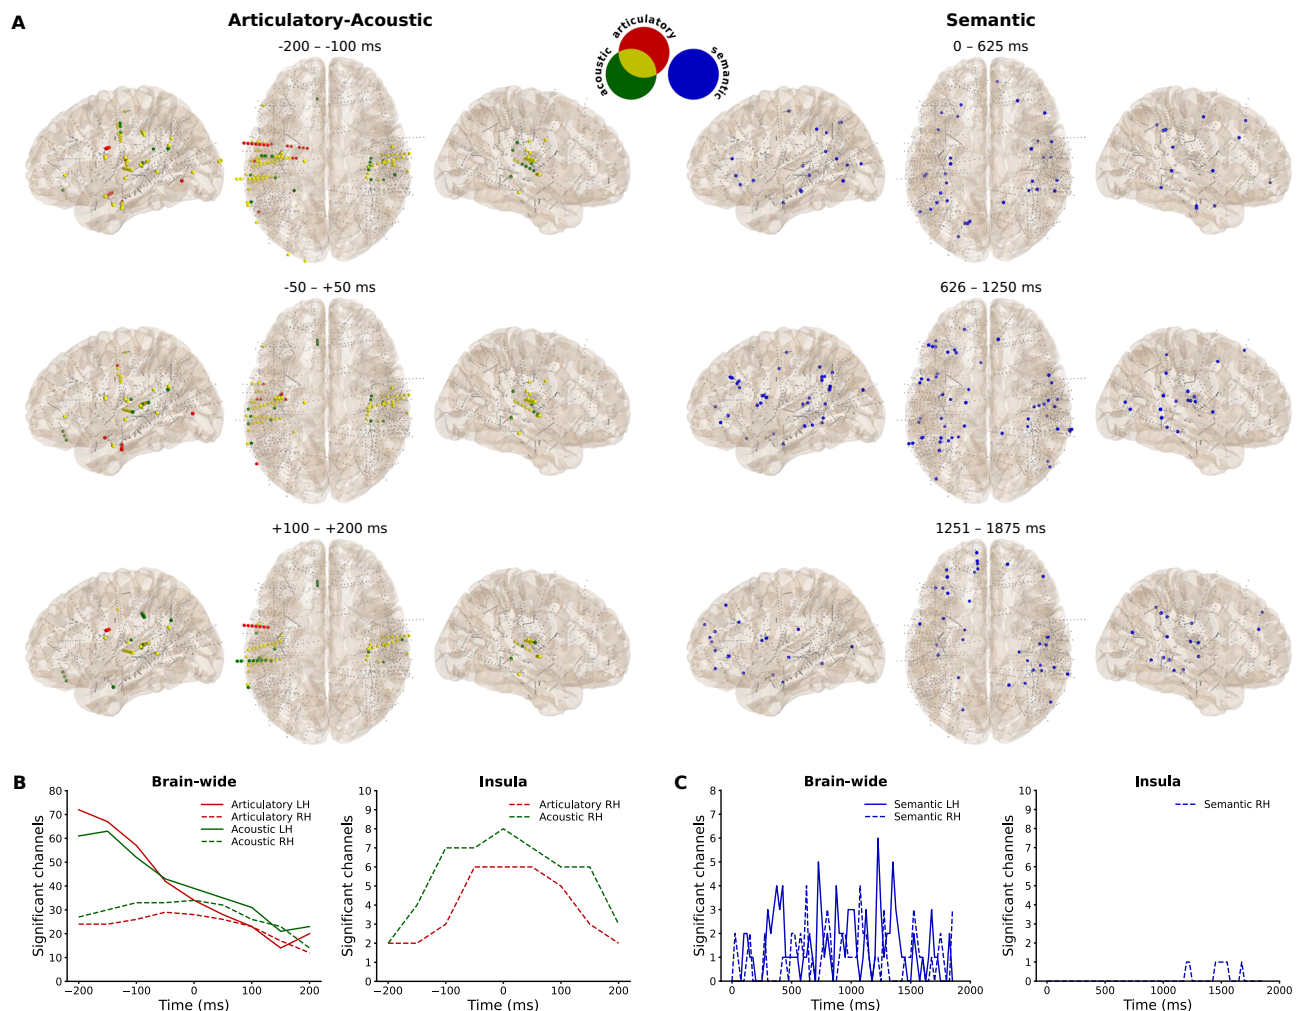 A
Articulatory-Acoustic
Semantic
articulatory
acoustic
semantic
-200 – -100 ms
0 – 625 ms
-50 – +50 ms
626 – 1250 ms
+100 – +200 ms
1251 – 1875 ms
B
Brain-wide
Significant channels
80
70
60
50
40
30
20
10
0
Articulatory LH
Articulatory RH
Acoustic LH
Acoustic RH
−200 −100 0 100 200
Time (ms)
Insula
Significant channels
10
9
8
7
6
5
4
3
2
1
0
Articulatory RH
Acoustic RH
−200 −100 0 100 200
Time (ms)
C
Brain-wide
Significant channels
8
7
6
5
4
3
2
1
0
Semantic LH
Semantic RH
0 500 1000 1500 2000
Time (ms)
Insula
Significant channels
10
9
8
7
6
5
4
3
2
1
0
Semantic RH
0 500 1000 1500 2000
Time (ms)